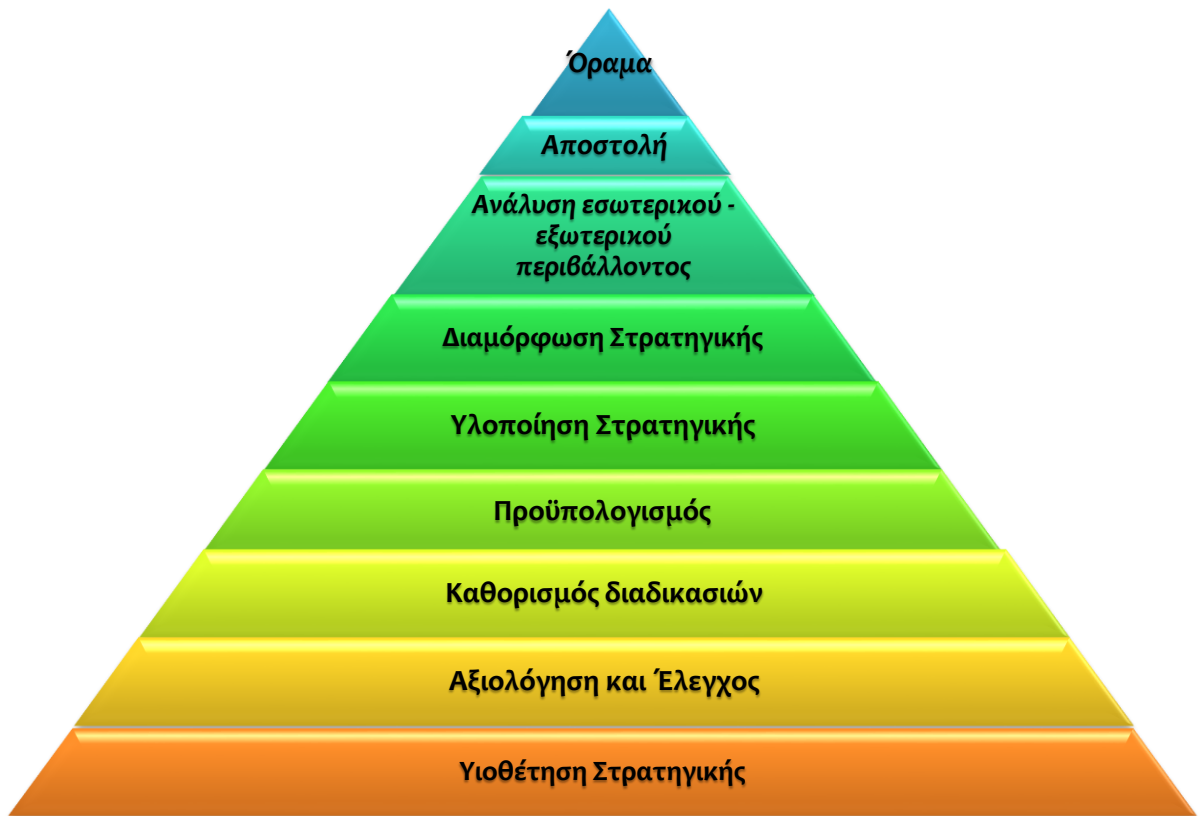 Όραμα
Αποστολή
Ανάλυση εσωτερικού -
εξωτερικού
περιβάλλοντος
Διαμόρφωση Στρατηγικής
Υλοποίηση Στρατηγικής
Προϋπολογισμός
Καθορισμός διαδικασιών
Αξιολόγηση και Έλεγχος
Υιοθέτηση Στρατηγικής